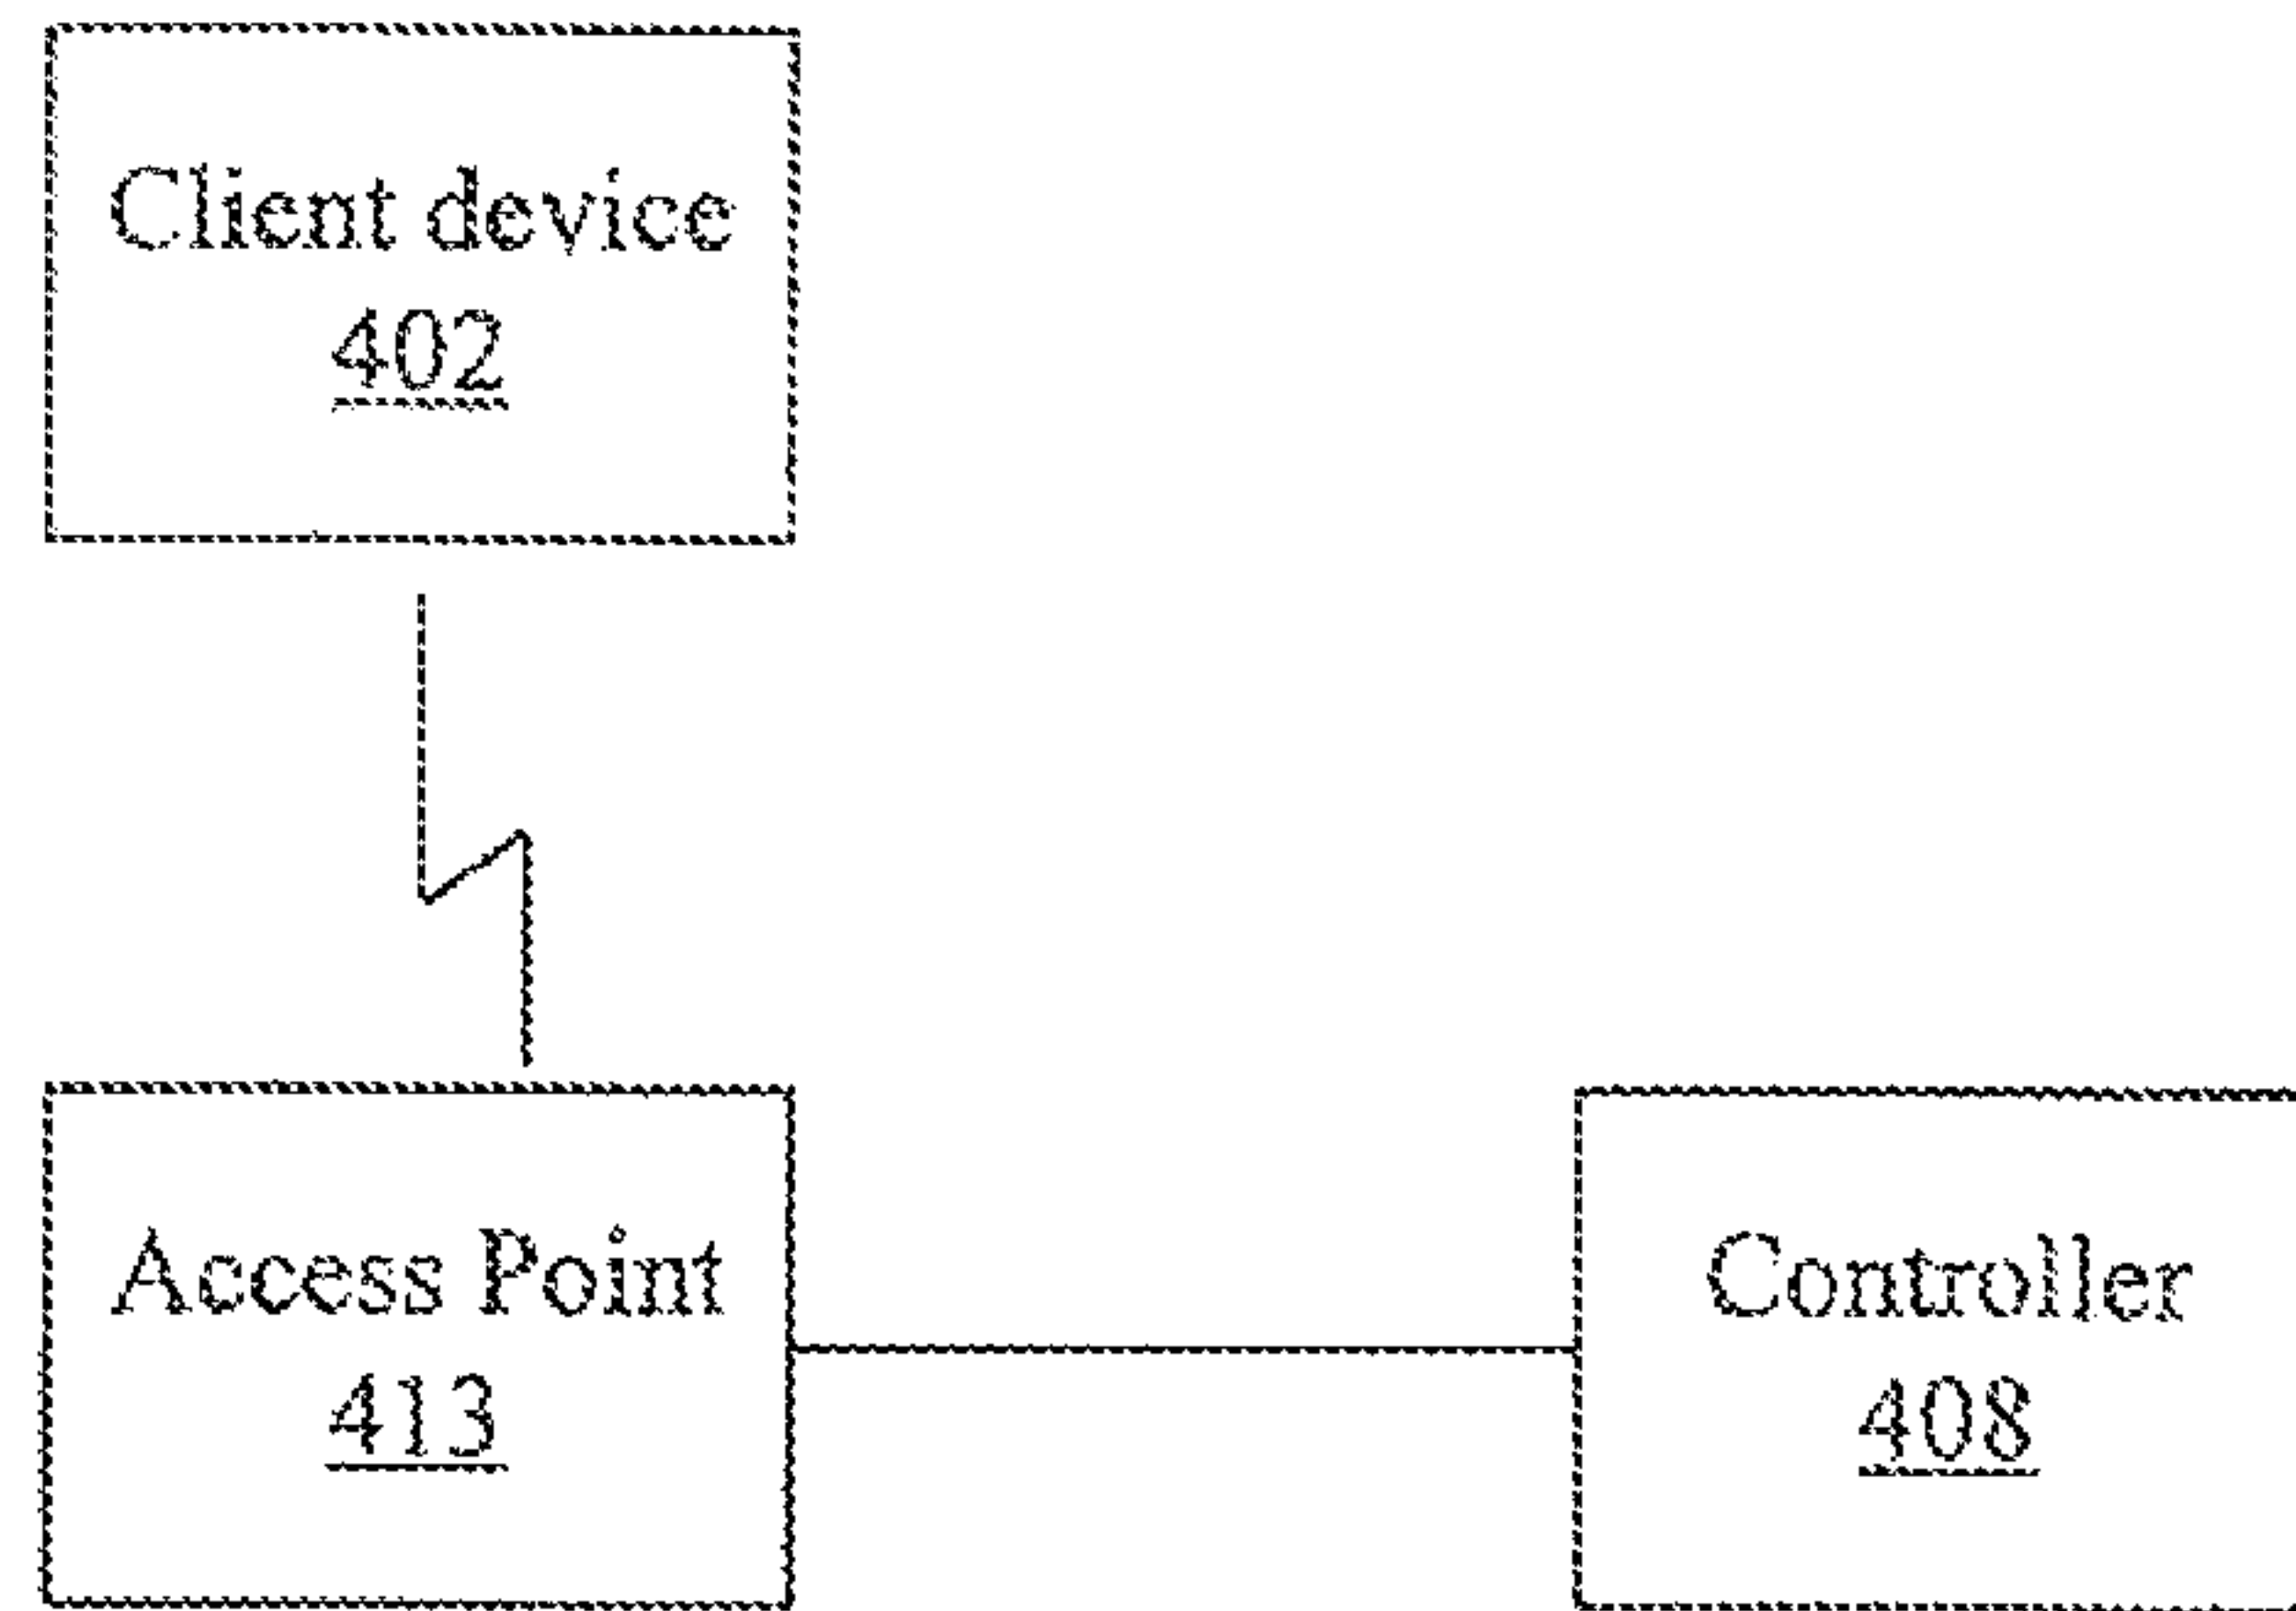 Client device
402
Access Point
413
Controller
408